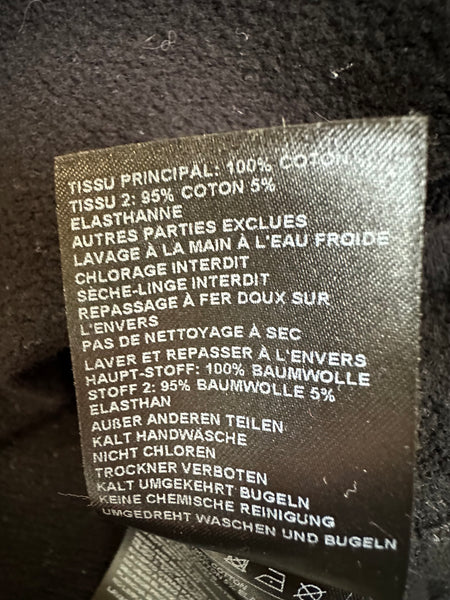 TISSU PRINCIPAL: 100% COTON
TISSU 2: 95% COTON 5%
ELASTHANNE
AUTRES PARTIES EXCLUES
LAVAGE À LA MAIN À L'EAU FROIDE
CHLORAGE INTERDIT
SÈCHE-LINGE INTERDIT
REPASSAGE À FER DOUX SUR
L'ENVERS
PAS DE NETTOYAGE À SEC
LAVER ET REPASSER À L'ENVERS
HAUPT-STOFF: 100% BAUMWOLLE
STOFF 2: 95% BAUMWOLLE 5%
ELASTHAN
AUßER ANDEREN TEILEN
KALT HANDWÄSCHE
NICHT CHLOREN
TROCKNER VERBOTEN
KALT UMGEKEHRT BUGELN
KEINE CHEMISCHE REINIGUNG
UMGEDREHT WASCHEN UND BUGELN
COTTON